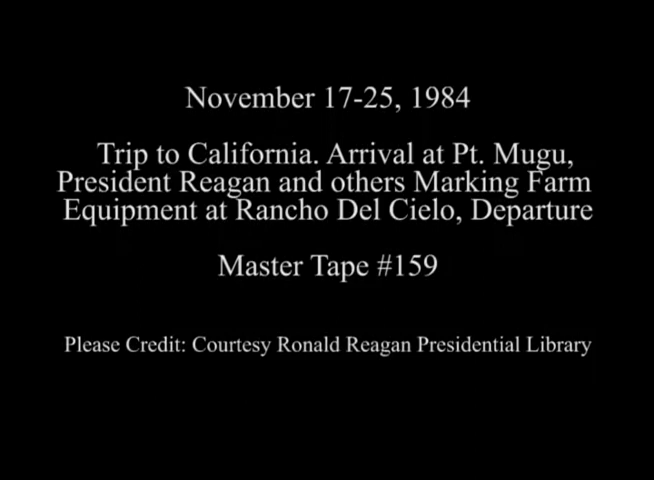 November 17-25, 1984
Trip to California. Arrival at Pt. Mugu,
President Reagan and others Marking Farm
Equipment at Rancho Del Cielo, Departure
Master Tape #159
Please Credit: Courtesy Ronald Reagan Presidential Library